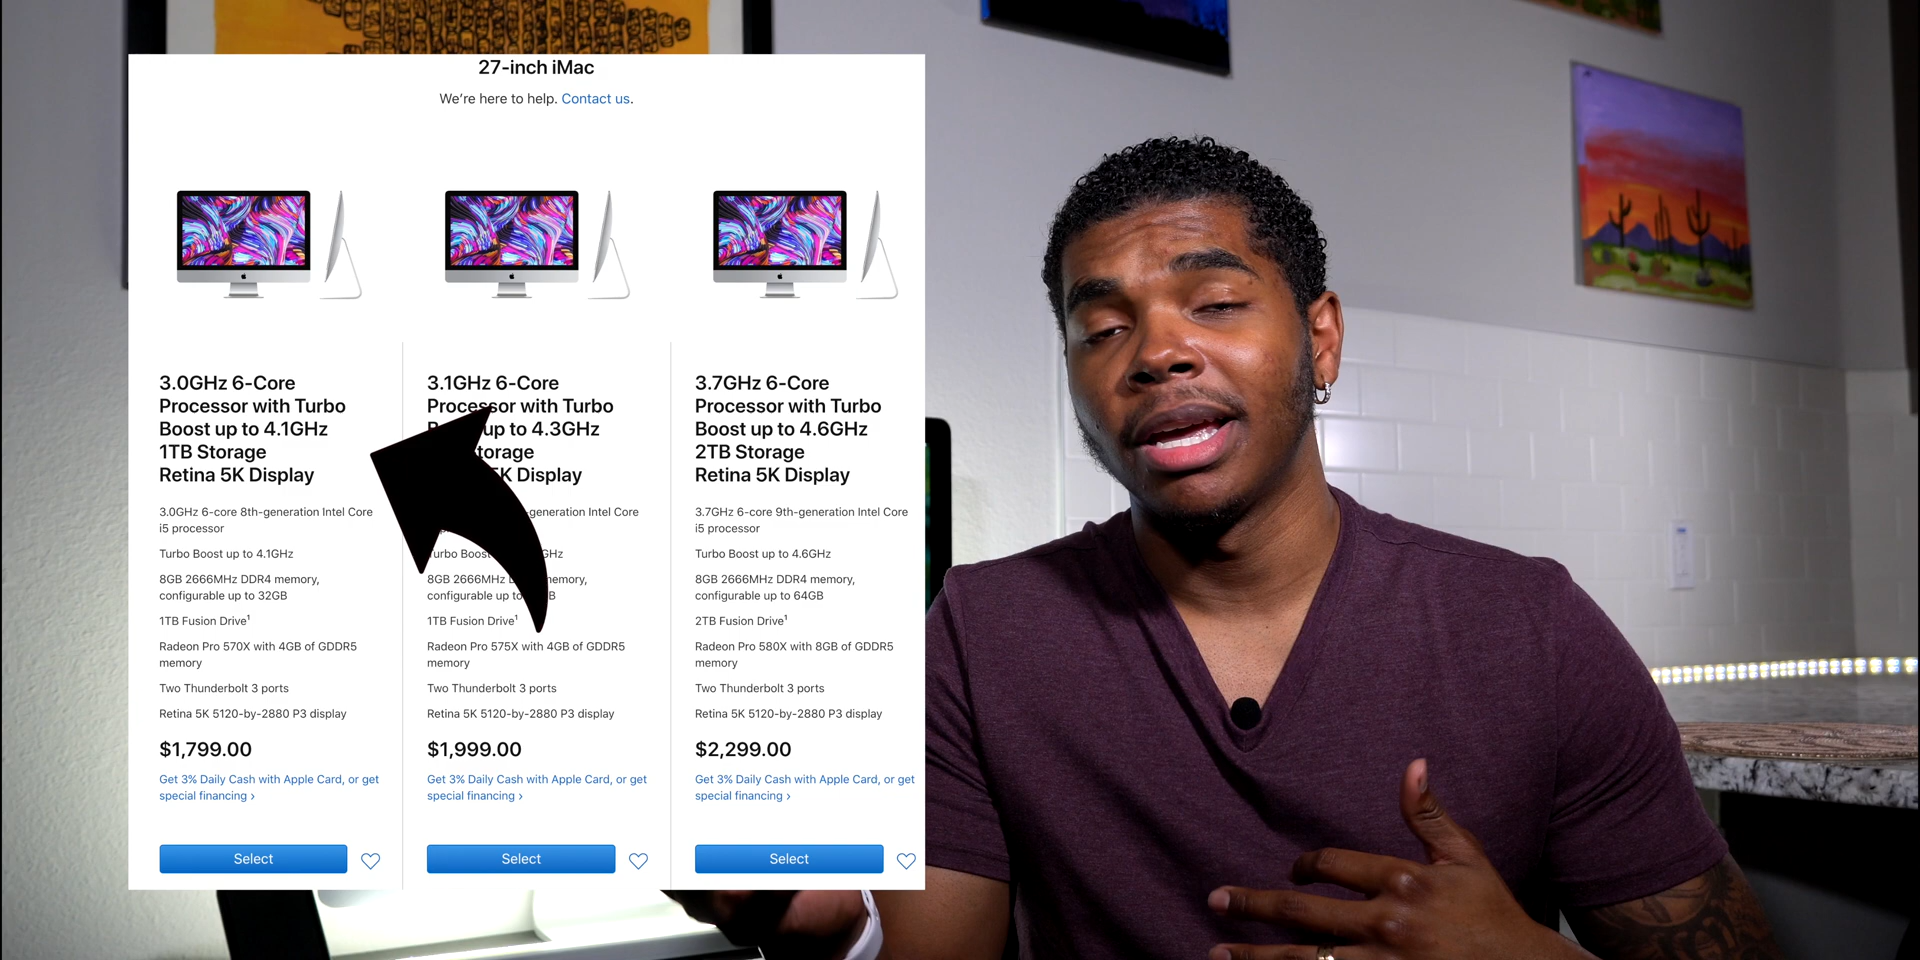 27-inch iMac
We're here to help. Contact us.
3.0GHz 6-Core
Processor with Turbo
Boost up to 4.1GHz
1TB Storage
Retina 5K Display
3.0GHz 6-core 8th-generation Intel Core
i5 processor
Turbo Boost up to 4.1GHz
8GB 2666MHz DDR4 memory,
configurable up to 32GB
1TB Fusion Drive¹
Radeon Pro 570X with 4GB of GDDR5
memory
Two Thunderbolt 3 ports
Retina 5K 5120-by-2880 P3 display
$1,799.00
Get 3% Daily Cash with Apple Card, or get
special financing ›
Select
3.1GHz 6-Core
Processor with Turbo
up to 4.3GHz
Display
-generation Intel Core
Turbo Boost
8GB 2666MHz memory,
configurable up to
1TB Fusion Drive¹
Radeon Pro 575X with 4GB of GDDR5
memory
Two Thunderbolt 3 ports
Retina 5K 5120-by-2880 P3 display
$1,999.00
Get 3% Daily Cash with Apple Card, or get
special financing ›
Select
3.7GHz 6-Core
Processor with Turbo
Boost up to 4.6GHz
2TB Storage
Retina 5K Display
3.7GHz 6-core 9th-generation Intel Core
i5 processor
Turbo Boost up to 4.6GHz
8GB 2666MHz DDR4 memory,
configurable up to 64GB
2TB Fusion Drive¹
Radeon Pro 580X with 8GB of GDDR5
memory
Two Thunderbolt 3 ports
Retina 5K 5120-by-2880 P3 display
$2,299.00
Get 3% Daily Cash with Apple Card, or get
special financing ›
Select